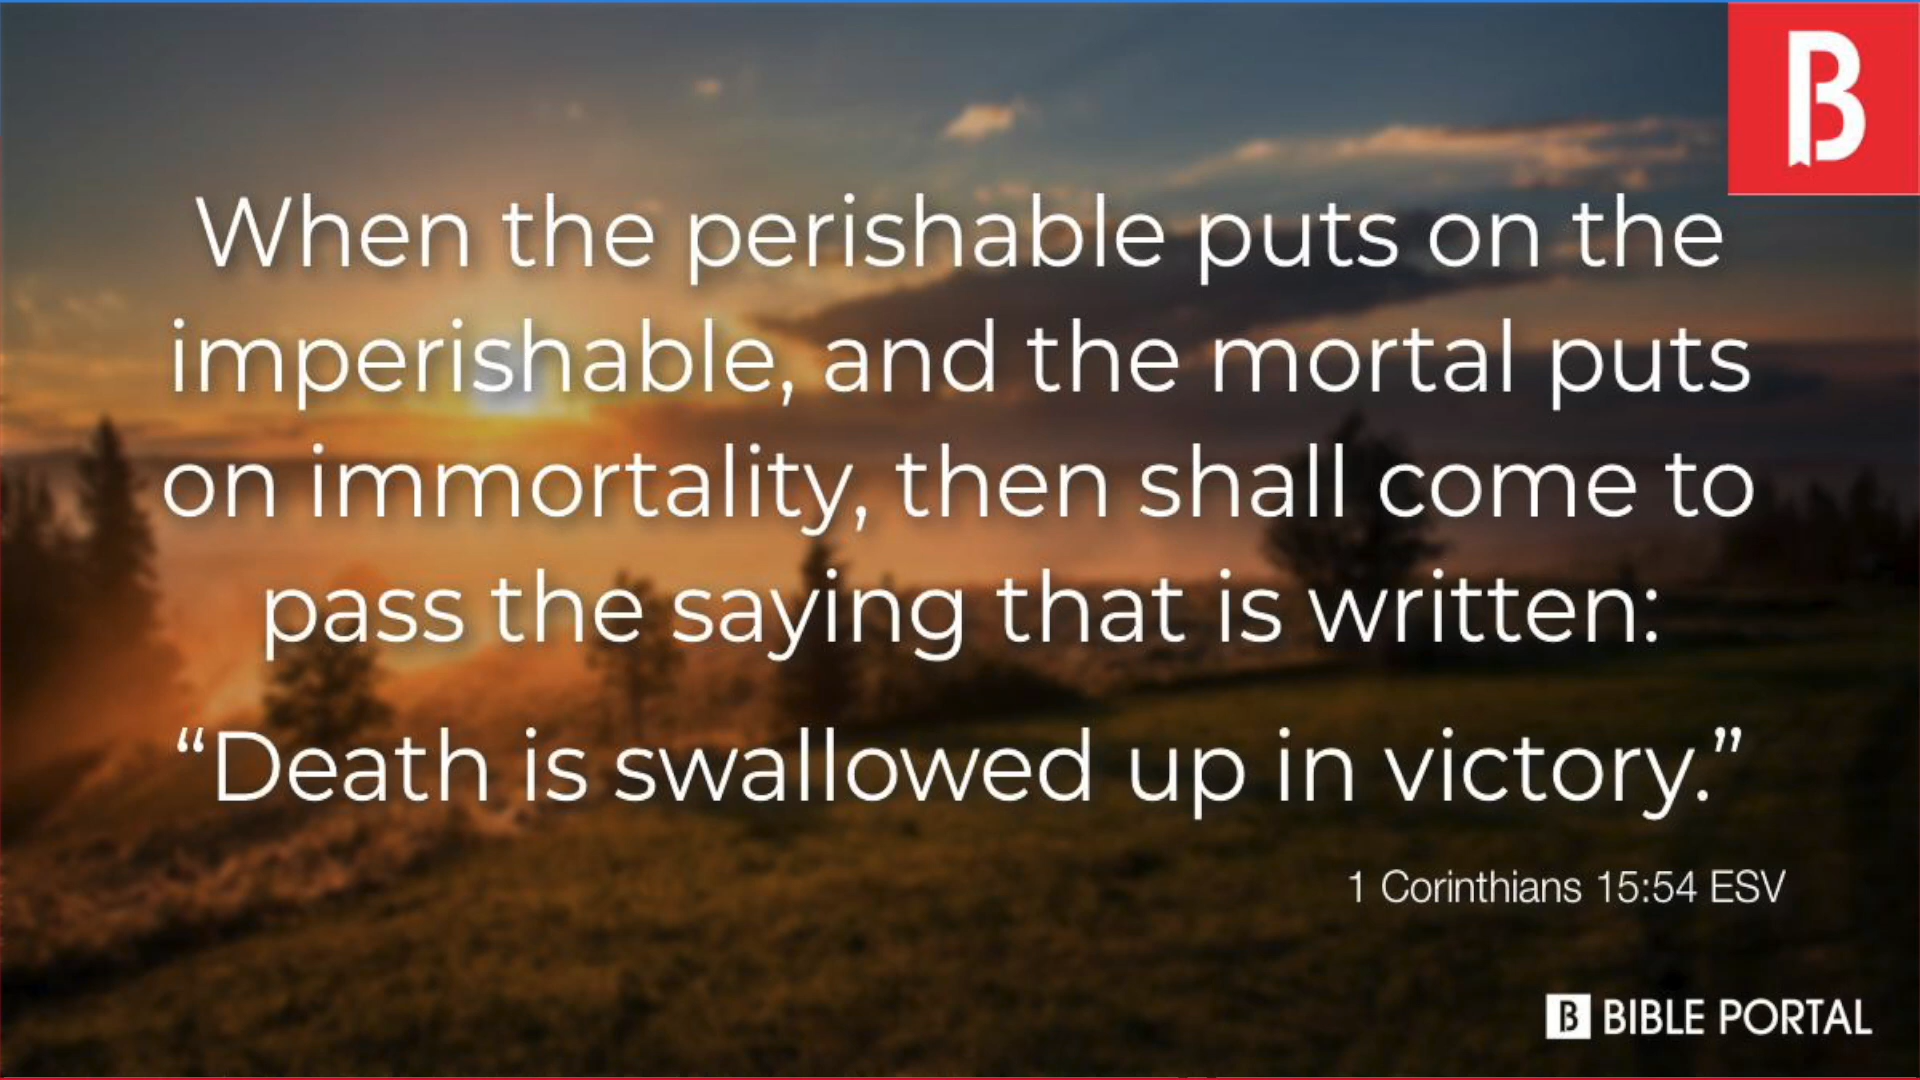 B
When the perishable puts on the
imperishable, and the mortal puts
on immortality, then shall come to
pass the saying that is written:
“Death is swallowed up in victory.”
1 Corinthians 15:54 ESV
B BIBLE PORTAL